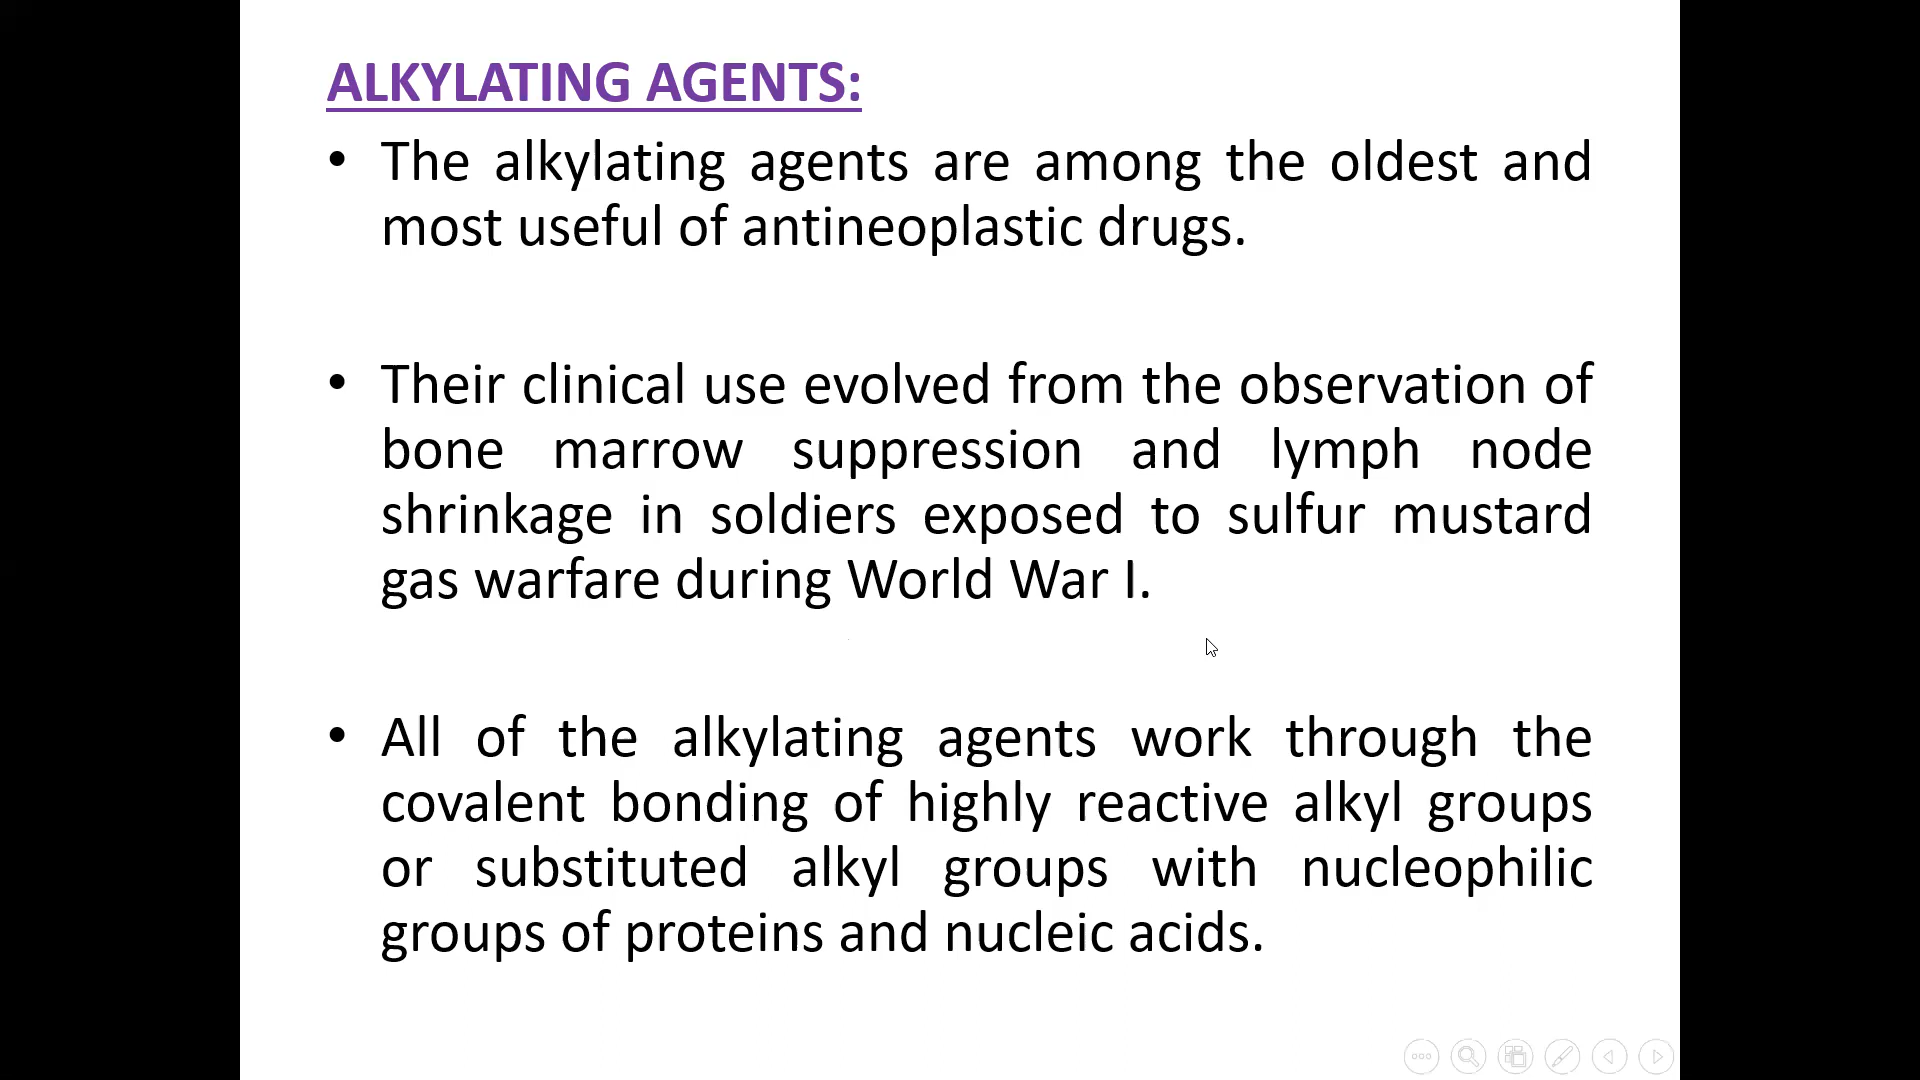 ALKYLATING AGENTS:
• The alkylating agents are among the oldest and
most useful of antineoplastic drugs.
• Their clinical use evolved from the observation of
bone marrow suppression and lymph node
shrinkage in soldiers exposed to sulfur mustard
gas warfare during World War I.
• All of the alkylating agents work through the
covalent bonding of highly reactive alkyl groups
or substituted alkyl groups with nucleophilic
groups of proteins and nucleic acids.